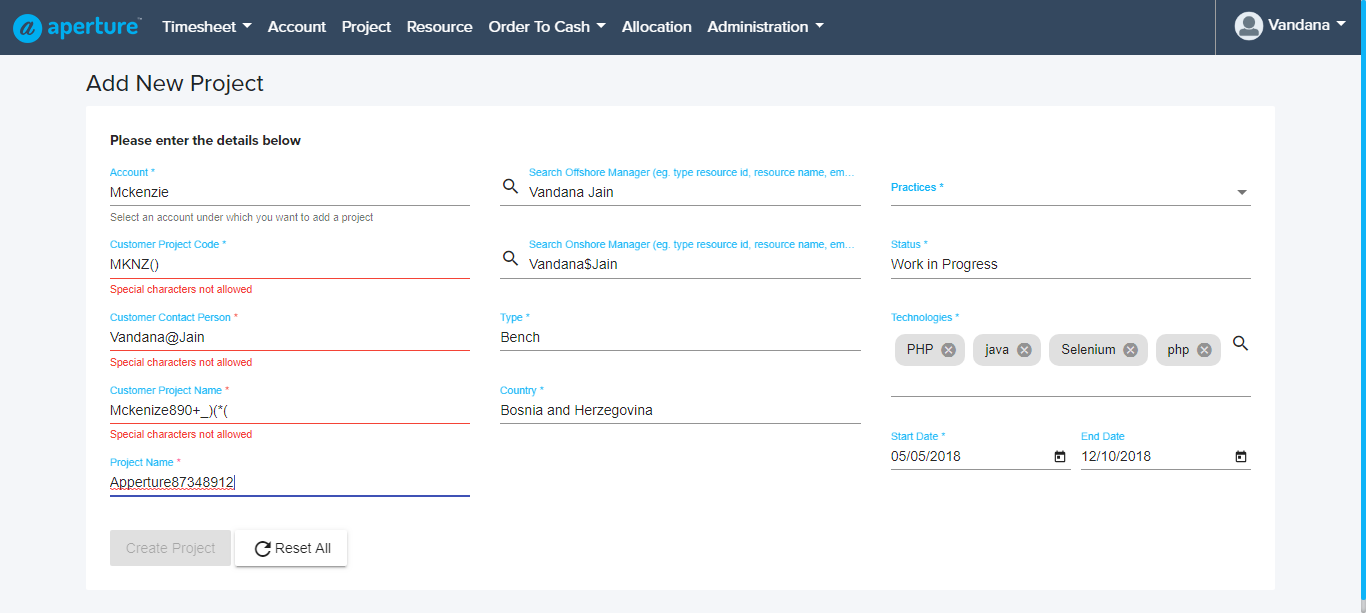 aperture™ Timesheet Account Project Resource Order To Cash Allocation Administration Vandana
Add New Project
Please enter the details below
Account *
Mckenzie
Select an account under which you want to add a project
Search Offshore Manager (eg. type resource id, resource name, em...
Vandana Jain
Practices *
Customer Project Code *
MKNZ()
Special characters not allowed
Search Onshore Manager (eg. type resource id, resource name, em...
Vandana$Jain
Status *
Work in Progress
Customer Contact Person *
Vandana@Jain
Special characters not allowed
Type *
Bench
Technologies *
PHP java Selenium php
Customer Project Name *
Mckenize890+_)(*(
Special characters not allowed
Country *
Bosnia and Herzegovina
Start Date *
05/05/2018
End Date
12/10/2018
Project Name *
Apperture87348912
Create Project Reset All